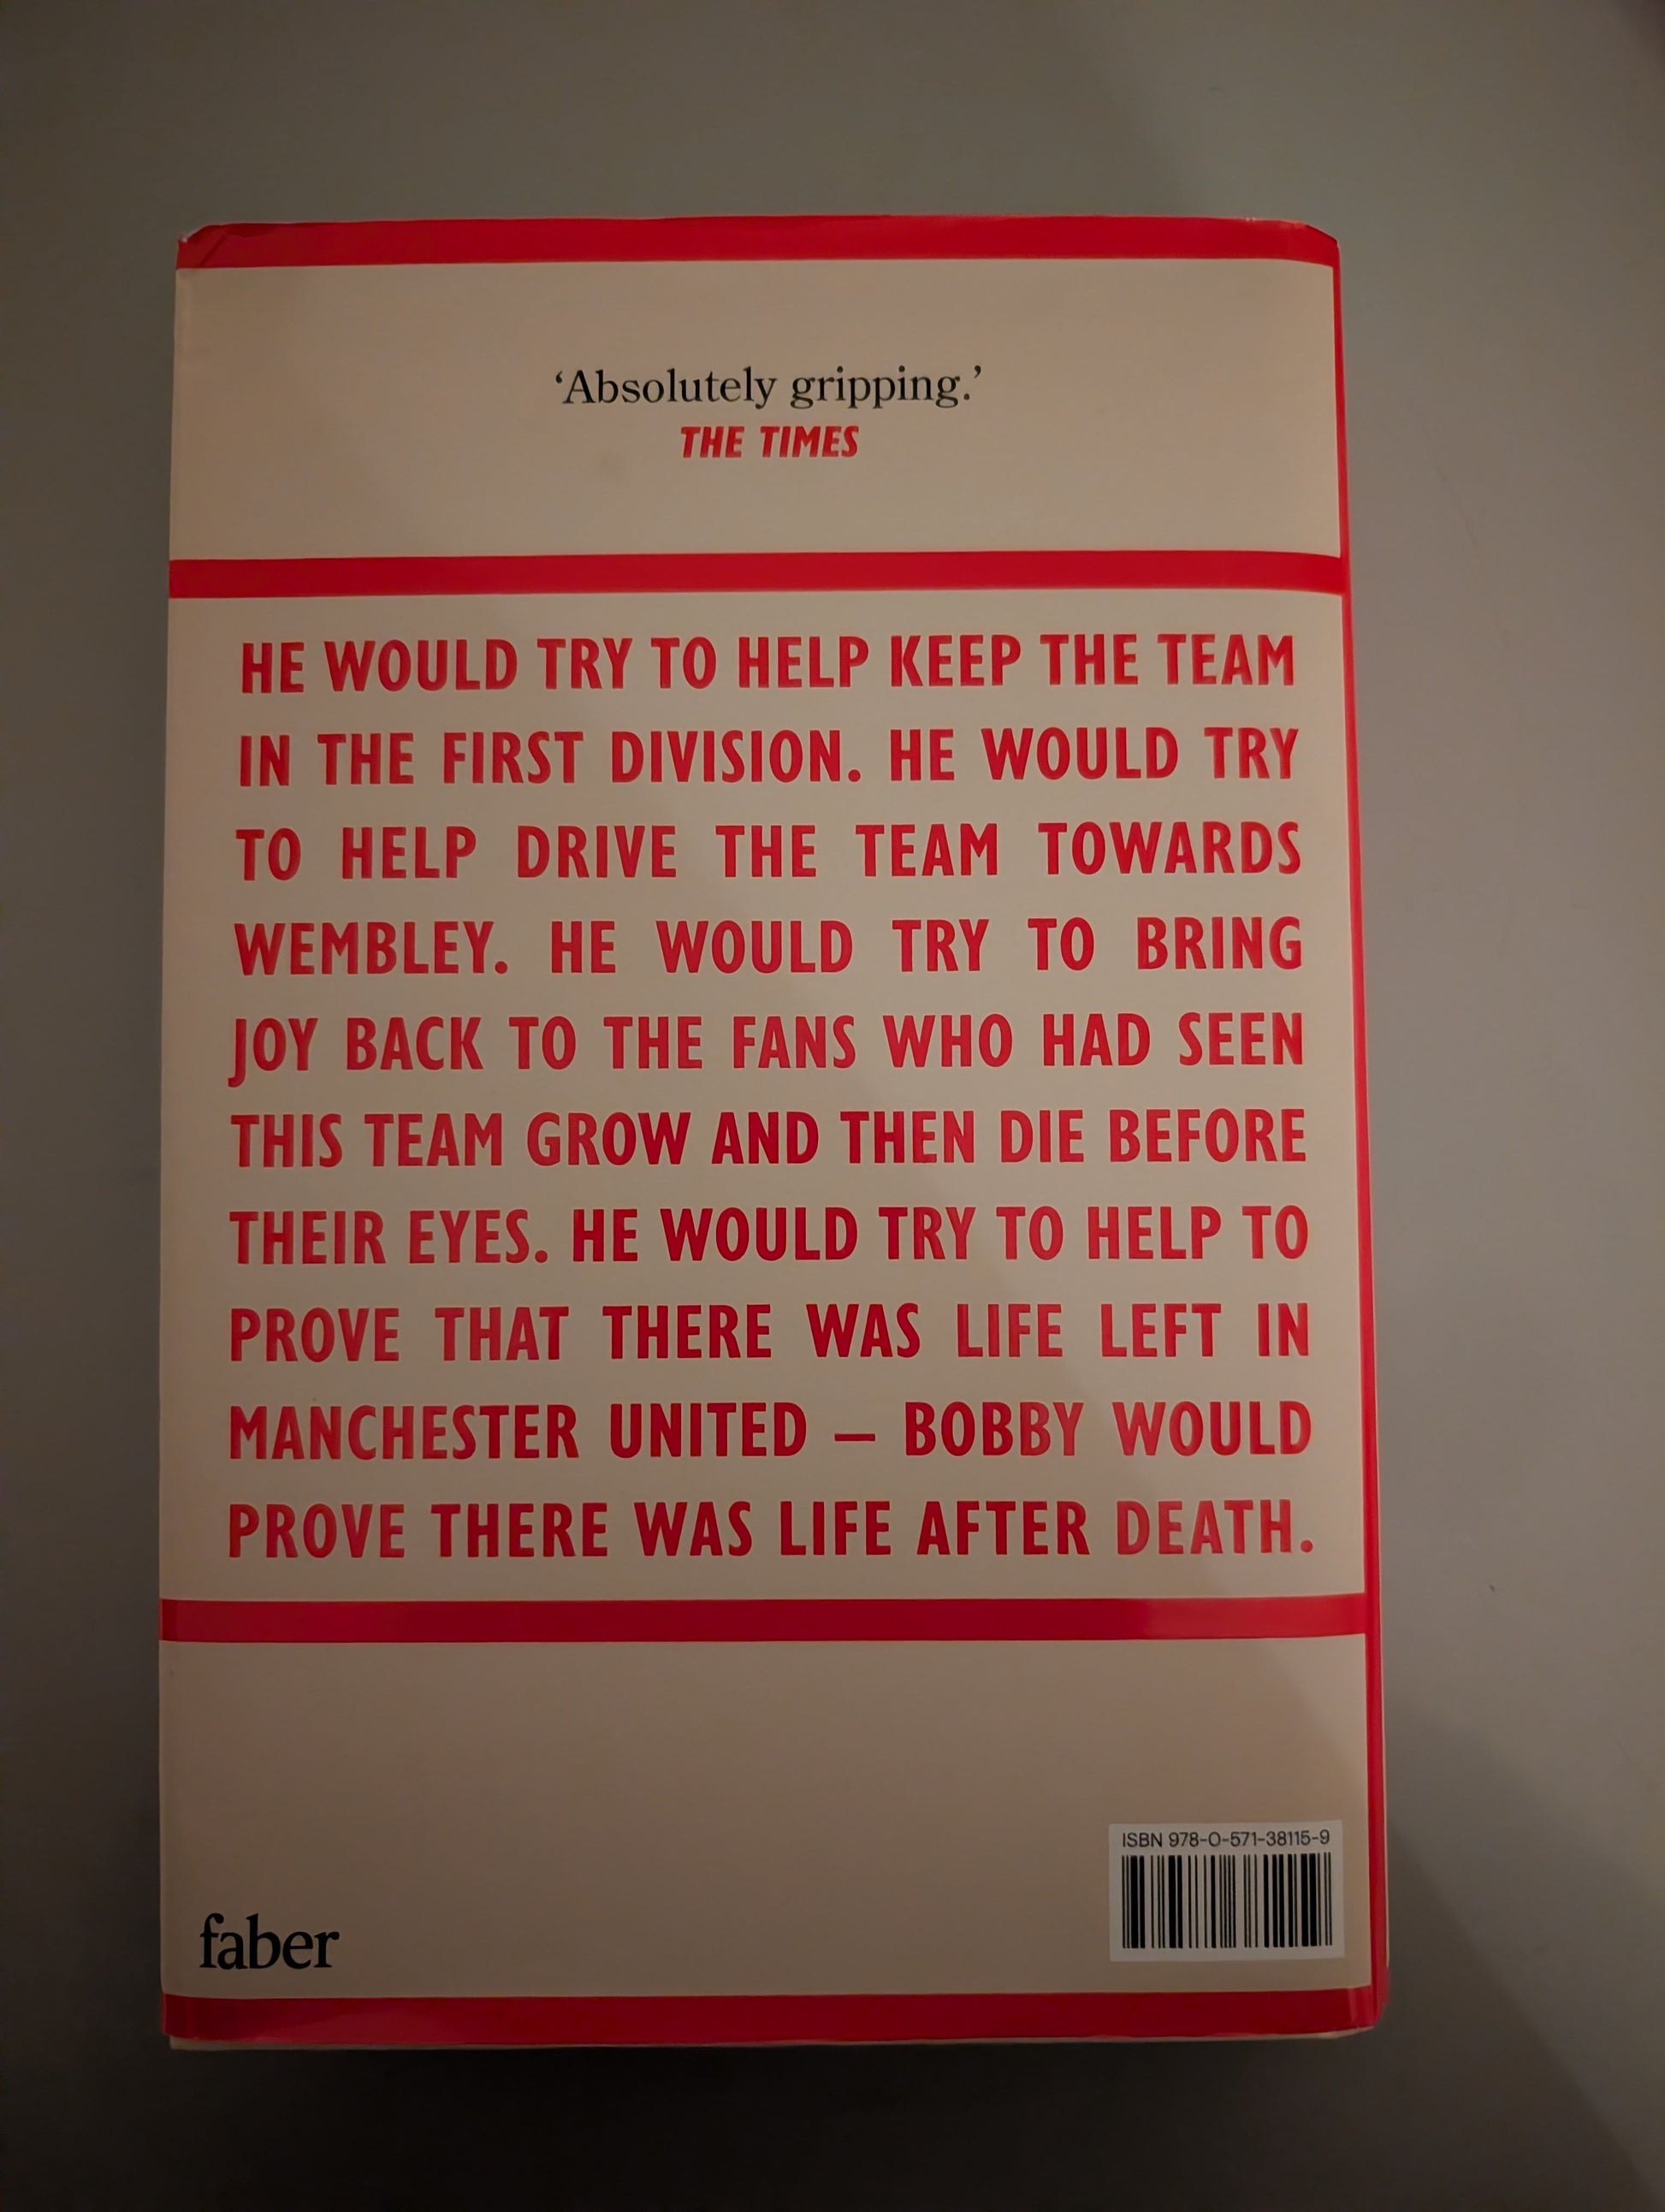 ‘Absolutely gripping.’
THE TIMES
HE WOULD TRY TO HELP KEEP THE TEAM
IN THE FIRST DIVISION. HE WOULD TRY
TO HELP DRIVE THE TEAM TOWARDS
WEMBLEY. HE WOULD TRY TO BRING
JOY BACK TO THE FANS WHO HAD SEEN
THIS TEAM GROW AND THEN DIE BEFORE
THEIR EYES. HE WOULD TRY TO HELP TO
PROVE THAT THERE WAS LIFE LEFT IN
MANCHESTER UNITED – BOBBY WOULD
PROVE THERE WAS LIFE AFTER DEATH.
ISBN 978-0-571-38115-9
faber